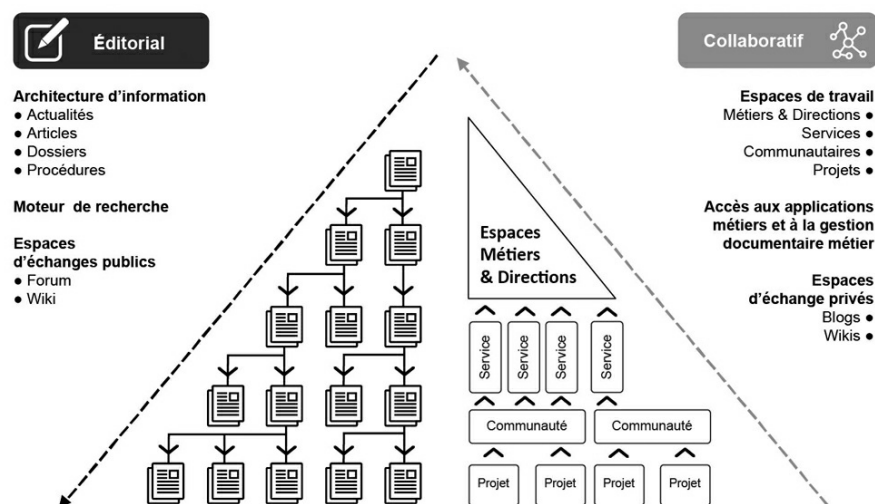 Éditorial
Architecture d’information
● Actualités
● Articles
● Dossiers
● Procédures
Moteur de recherche
Espaces
d’échanges publics
● Forum
● Wiki
Espaces
Métiers
& Directions
Service
Service
Service
Service
Communauté
Communauté
Projet
Projet
Projet
Projet
Collaboratif
Espaces de travail
Métiers & Directions ●
Services ●
Communautaires ●
Projets ●
Accès aux applications
métiers et à la gestion
documentaire métier
Espaces
d’échange privés
Blogs ●
Wikis ●